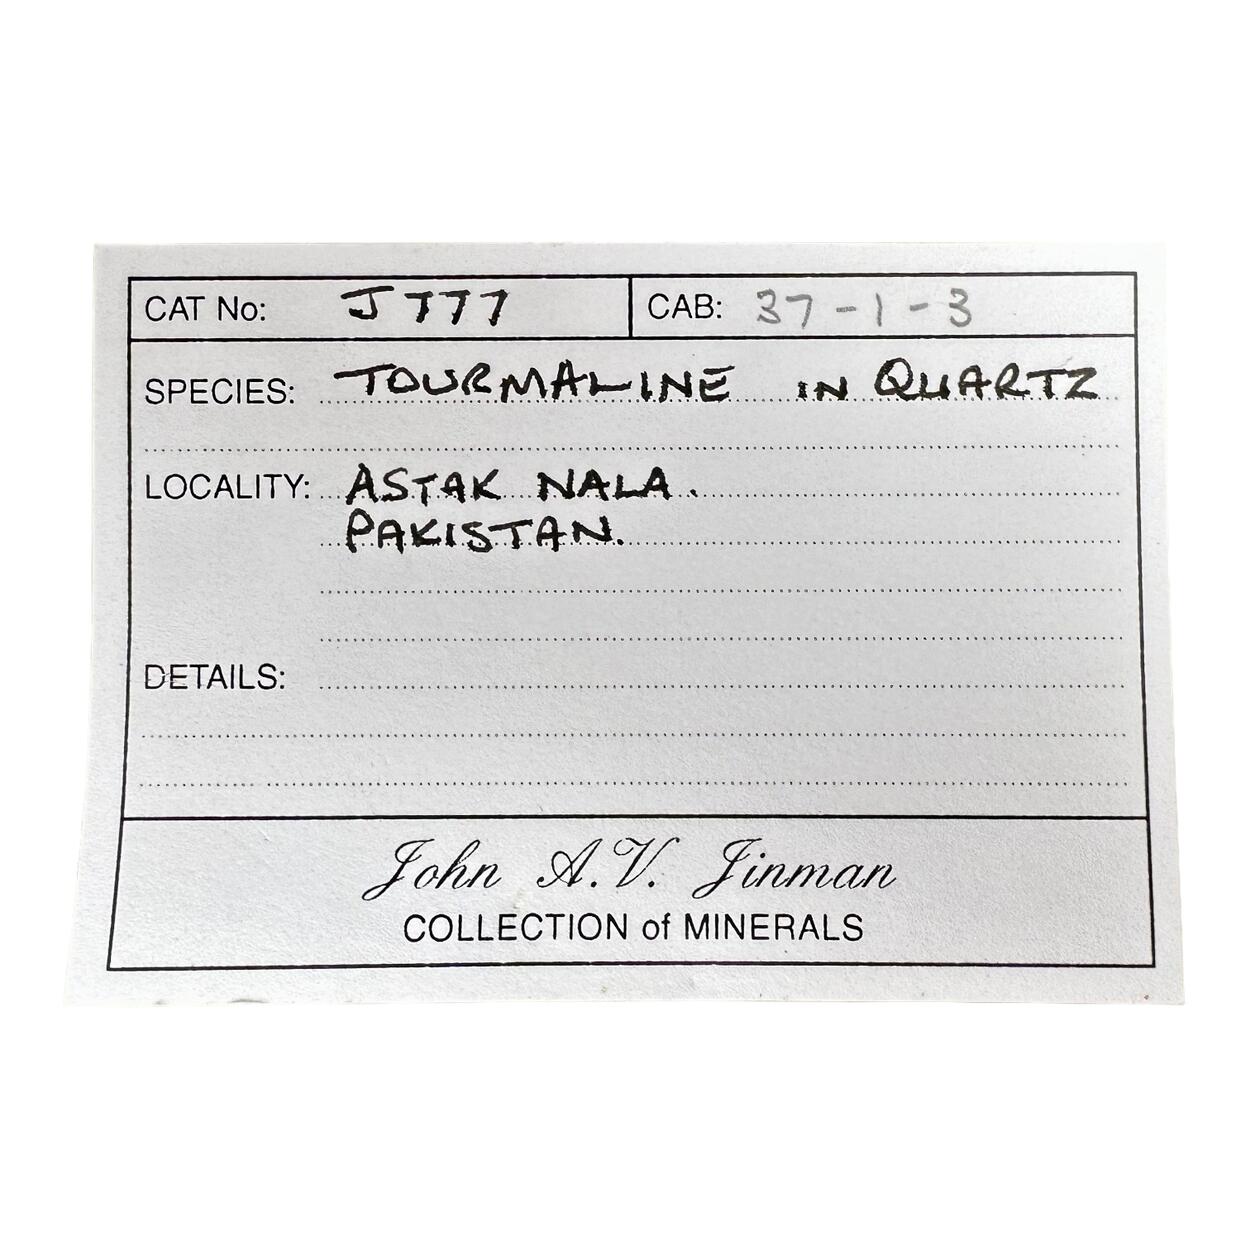 CAT No: J777 CAB: 37-1-3
SPECIES: TOURMALINE IN QUARTZ
LOCALITY: ASTAK NALA.
PAKISTAN.
DETAILS:
John A.V. Jinman
COLLECTION of MINERALS